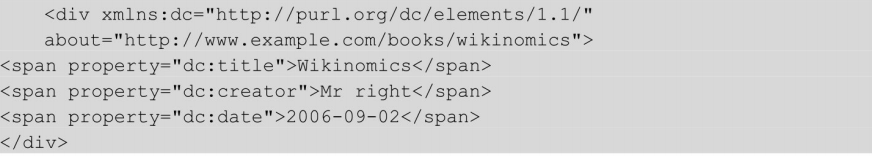 <div xmlns:dc="http://purl.org/dc/elements/1.1/"
about="http://www.example.com/books/wikinomics">
<span property="dc:title">Wikinomics</span>
<span property="dc:creator">Mr right</span>
<span property="dc:date">2006-09-02</span>
</div>